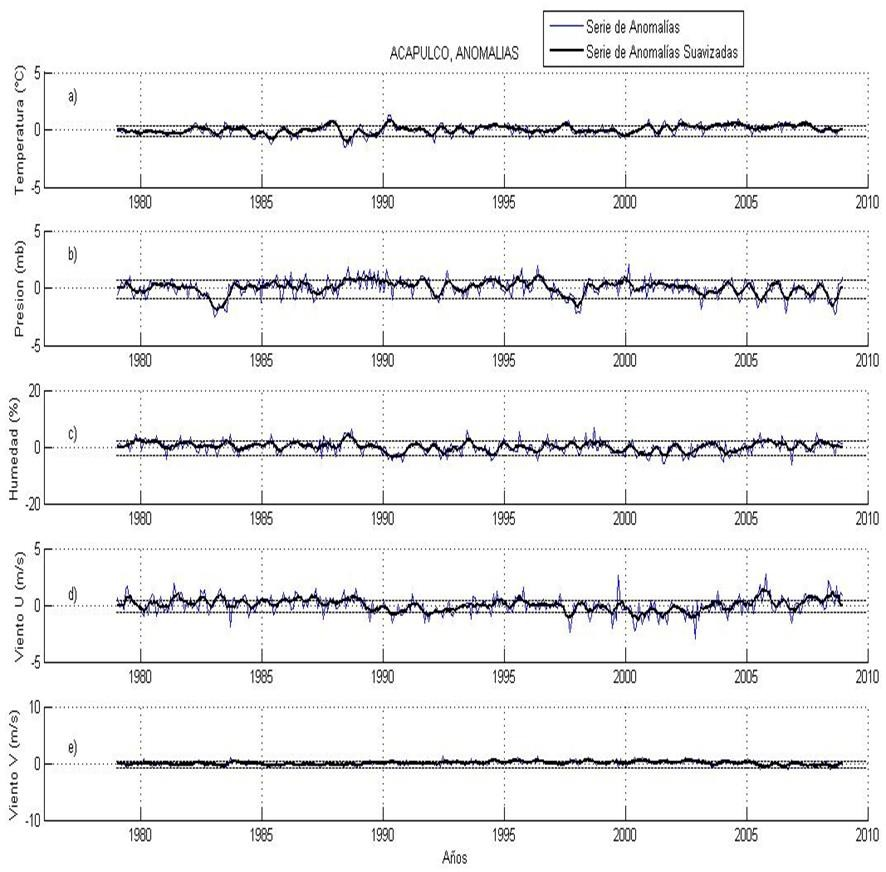 Serie de Anomalías
Serie de Anomalías Suavizadas
ACAPULCO, ANOMALIAS
Temperatura (°C)
a)
5
0
-5
1980 1985 1990 1995 2000 2005 2010
Presion (mb)
b)
5
0
-5
1980 1985 1990 1995 2000 2005 2010
Humedad (%)
c)
20
0
-20
1980 1985 1990 1995 2000 2005 2010
Viento U (m/s)
d)
5
0
-5
1980 1985 1990 1995 2000 2005 2010
Viento V (m/s)
e)
10
0
-10
1980 1985 1990 1995 2000 2005 2010
Años